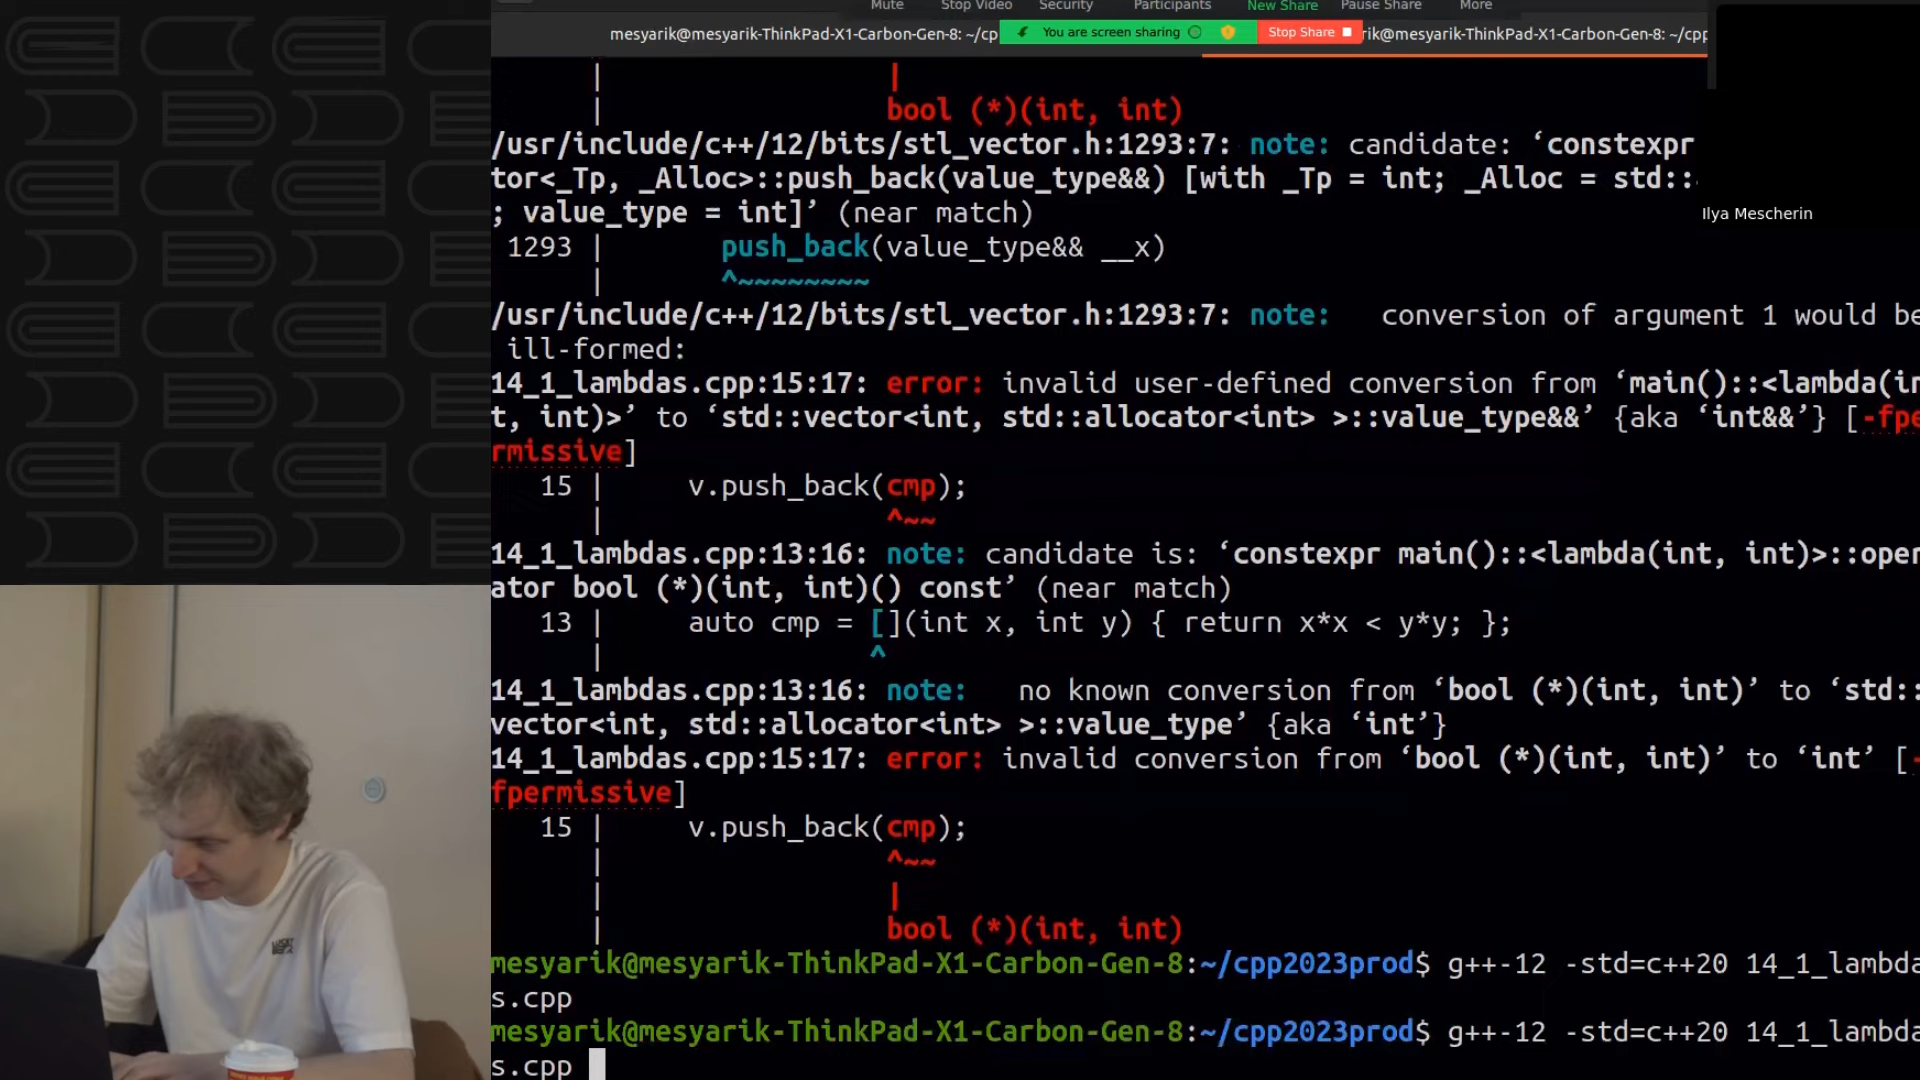 Mute Stop Video Security Participants New Share Pause Share More
mesyarik@mesyarik-ThinkPad-X1-Carbon-Gen-8: ~/cp You are screen sharing Stop Share rik@mesyarik-ThinkPad-X1-Carbon-Gen-8: ~/cpp
|                  |
|                  bool (*)(int, int)
/usr/include/c++/12/bits/stl_vector.h:1293:7: note: candidate: ‘constexpr
tor<_Tp, _Alloc>::push_back(value_type&&) [with _Tp = int; _Alloc = std::
; value_type = int]’ (near match)
Ilya Mescherin
1293 |       push_back(value_type&& __x)
|       ^~~~~~~~~
/usr/include/c++/12/bits/stl_vector.h:1293:7: note:   conversion of argument 1 would be
ill-formed:
14_1_lambdas.cpp:15:17: error: invalid user-defined conversion from ‘main()::<lambda(in
t, int)>’ to ‘std::vector<int, std::allocator<int> >::value_type&&’ {aka ‘int&&’} [-fpe
rmissive]
15 |     v.push_back(cmp);
|                 ^~~
14_1_lambdas.cpp:13:16: note: candidate is: ‘constexpr main()::<lambda(int, int)>::oper
ator bool (*)(int, int)() const’ (near match)
13 |     auto cmp = [](int x, int y) { return x*x < y*y; };
|                ^
14_1_lambdas.cpp:13:16: note:   no known conversion from ‘bool (*)(int, int)’ to ‘std::
vector<int, std::allocator<int> >::value_type’ {aka ‘int’}
14_1_lambdas.cpp:15:17: error: invalid conversion from ‘bool (*)(int, int)’ to ‘int’ [-
fpermissive]
15 |     v.push_back(cmp);
|                 ^~~
|                 |
|                 bool (*)(int, int)
mesyarik@mesyarik-ThinkPad-X1-Carbon-Gen-8:~/cpp2023prod$ g++-12 -std=c++20 14_1_lambda
s.cpp
mesyarik@mesyarik-ThinkPad-X1-Carbon-Gen-8:~/cpp2023prod$ g++-12 -std=c++20 14_1_lambda
s.cpp